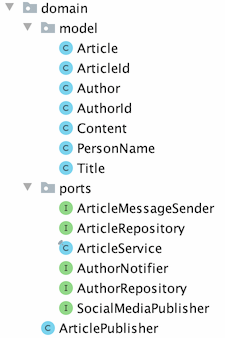 domain
model
C Article
C ArticleId
C Author
C AuthorId
C Content
C PersonName
C Title
ports
I ArticleMessageSender
I ArticleRepository
C ArticleService
I AuthorNotifier
I AuthorRepository
I SocialMediaPublisher
C ArticlePublisher